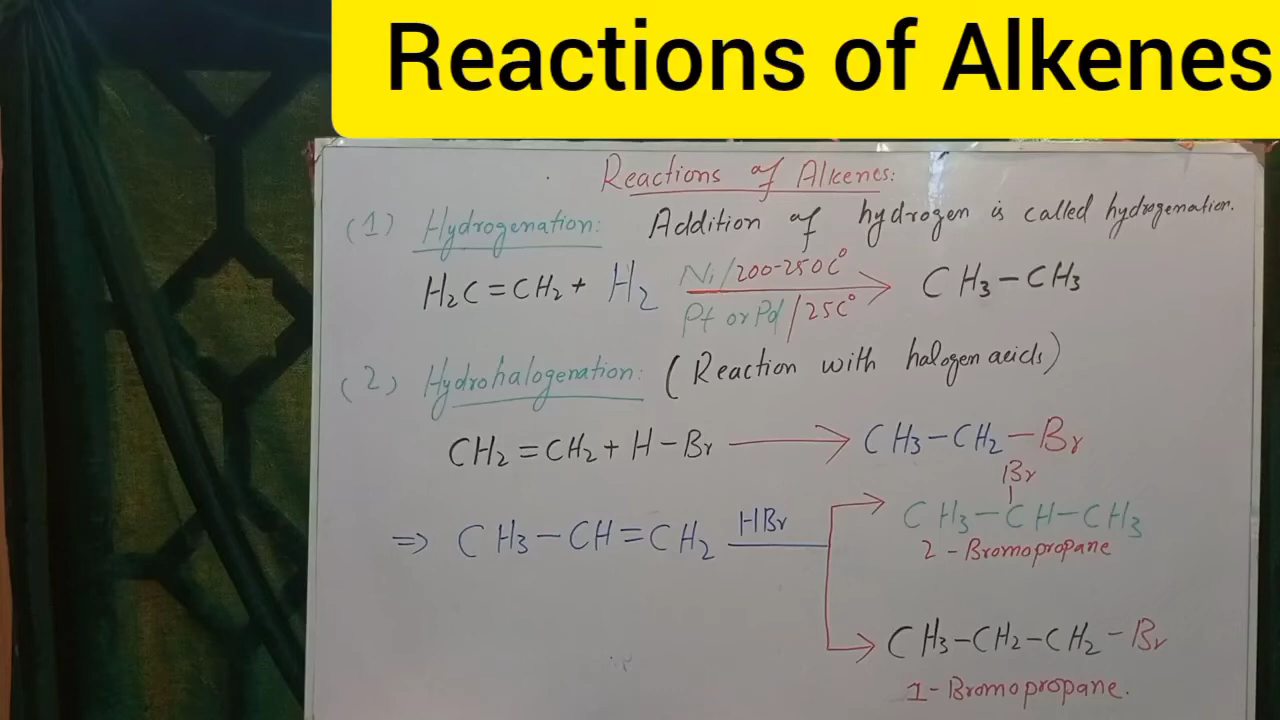 Reactions of Alkenes
Reactions of Alkenes:
(1) Hydrogenation: Addition of hydrogen is called hydrogenation.
H₂C=CH₂ + H₂ Ni/200-250C° CH₃-CH₃
Pt or Pd/25C°
(2) Hydrohalogenation: (Reaction with halogen acids)
CH₂=CH₂ + H-Br → CH₃-CH₂-Br
Br
⇒ CH₃-CH=CH₂ HBr CH₃-CH-CH₃
2-Bromopropane
CH₃-CH₂-CH₂-Br
1-Bromopropane.